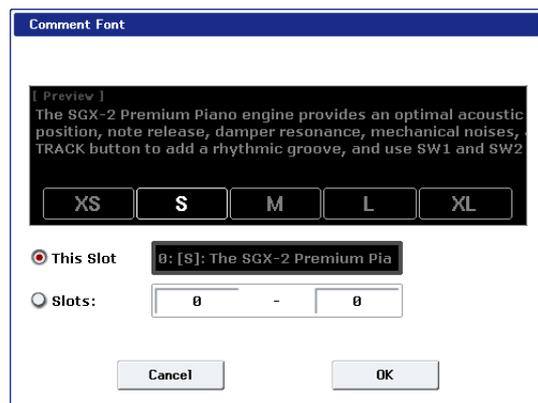 Comment Font
[ Preview ]
The SGX-2 Premium Piano engine provides an optimal acoustic
position, note release, damper resonance, mechanical noises,
TRACK button to add a rhythmic groove, and use SW1 and SW2
XS S M L XL
This Slot 0: [S]: The SGX-2 Premium Pia
Slots: 0 - 0
Cancel OK